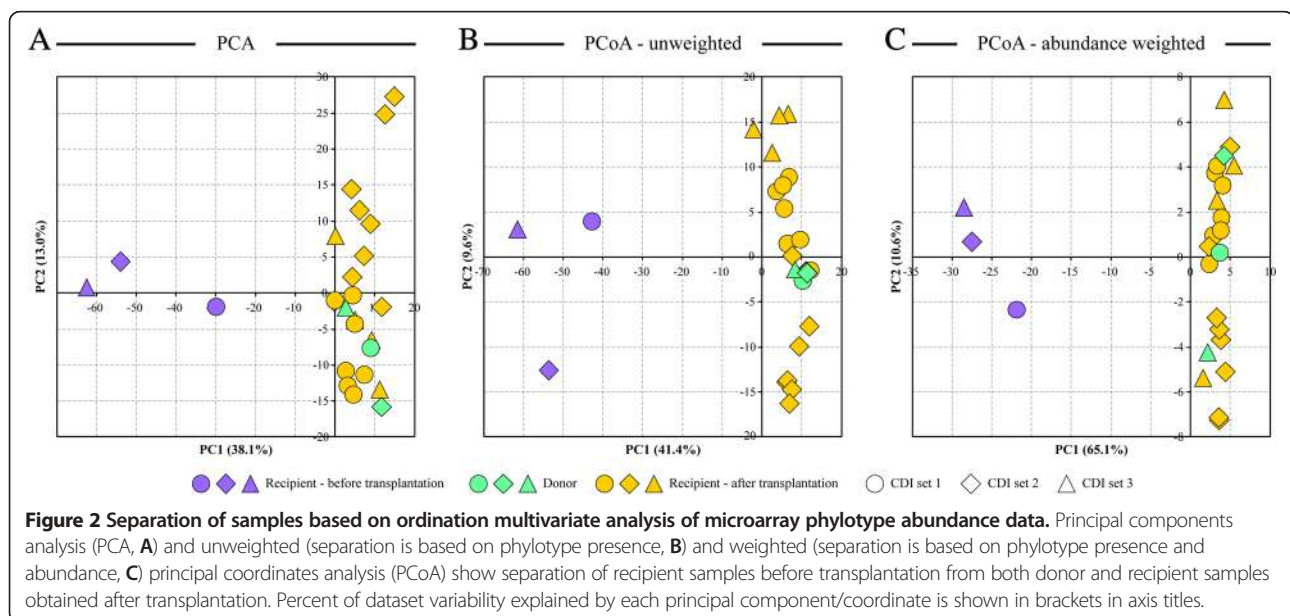 A PCA
B PCoA - unweighted
C PCoA - abundance weighted
30
25
20
15
10
5
0
-5
-10
-15
-20
-60 -50 -40 -30 -20 -10 0 10 20
PC2 (13.0%)
PC1 (38.1%)
20
15
10
5
0
-5
-10
-15
20
-70 -60 -50 -40 -30 -20 -10 0 20
PC2 (9.6%)
PC1 (41.4%)
8
6
4
2
0
-2
-4
-6
-8
-35 -30 -25 -20 -15 -10 -5 0 5 10
PC2 (10.6%)
PC1 (65.1%)
Recipient - before transplantation Donor Recipient - after transplantation CDI set 1 CDI set 2 CDI set 3
Figure 2 Separation of samples based on ordination multivariate analysis of microarray phylotype abundance data. Principal components
analysis (PCA, A) and unweighted (separation is based on phylotype presence, B) and weighted (separation is based on phylotype presence and
abundance, C) principal coordinates analysis (PCoA) show separation of recipient samples before transplantation from both donor and recipient samples
obtained after transplantation. Percent of dataset variability explained by each principal component/coordinate is shown in brackets in axis titles.